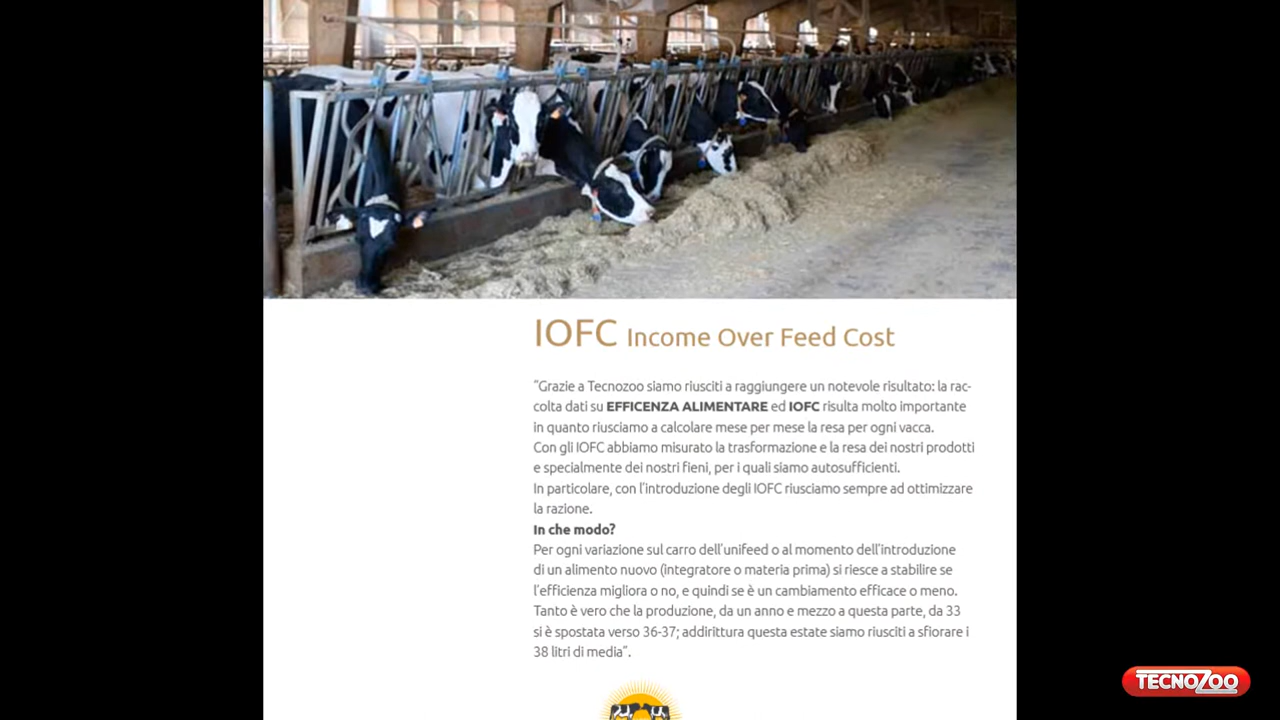 IOFC Income Over Feed Cost
"Grazie a Tecnozoo siamo riusciti a raggiungere un notevole risultato: la rac-
colta dati su EFFICENZA ALIMENTARE ed IOFC risulta molto importante
in quanto riusciamo a calcolare mese per mese la resa per ogni vacca.
Con gli IOFC abbiamo misurato la trasformazione e la resa dei nostri prodotti
e specialmente dei nostri fieni, per i quali siamo autosufficienti.
In particolare, con l'introduzione degli IOFC riusciamo sempre ad ottimizzare
la razione.
In che modo?
Per ogni variazione sul carro dell'unifeed o al momento dell'introduzione
di un alimento nuovo (integratore o materia prima) si riesce a stabilire se
l'efficienza migliora o no, e quindi se è un cambiamento efficace o meno.
Tanto è vero che la produzione, da un anno e mezzo a questa parte, da 33
si è spostata verso 36-37; addirittura questa estate siamo riusciti a sfiorare i
38 litri di media".
TECNOZOO